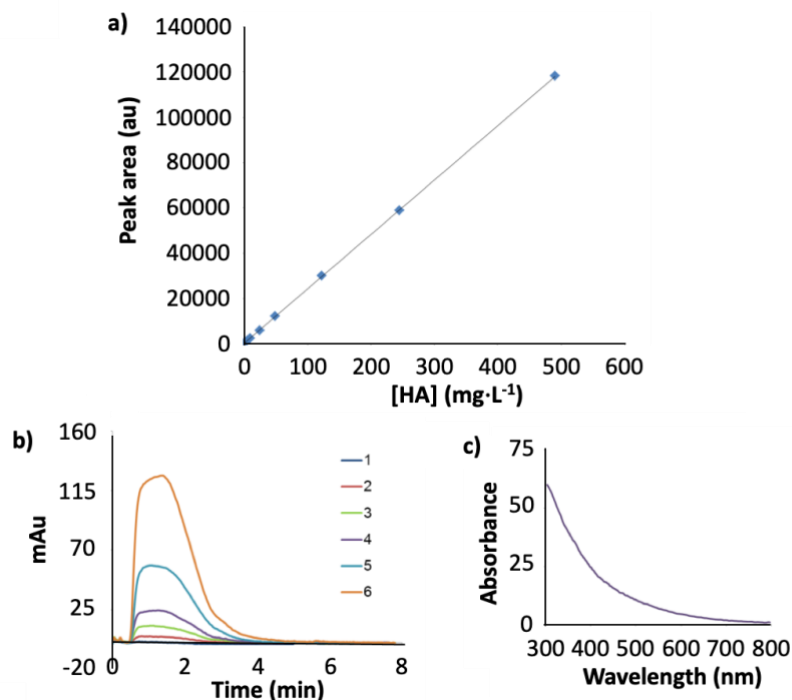 a)
Peak area (au)
140000
120000
100000
80000
60000
40000
20000
0
0 100 200 300 400 500 600
[HA] (mg·L⁻¹)
b)
mAu
160
115
70
25
-20
0 2 4 6 8
Time (min)
1
2
3
4
5
6
c)
Absorbance
75
50
25
0
300 400 500 600 700 800
Wavelength (nm)